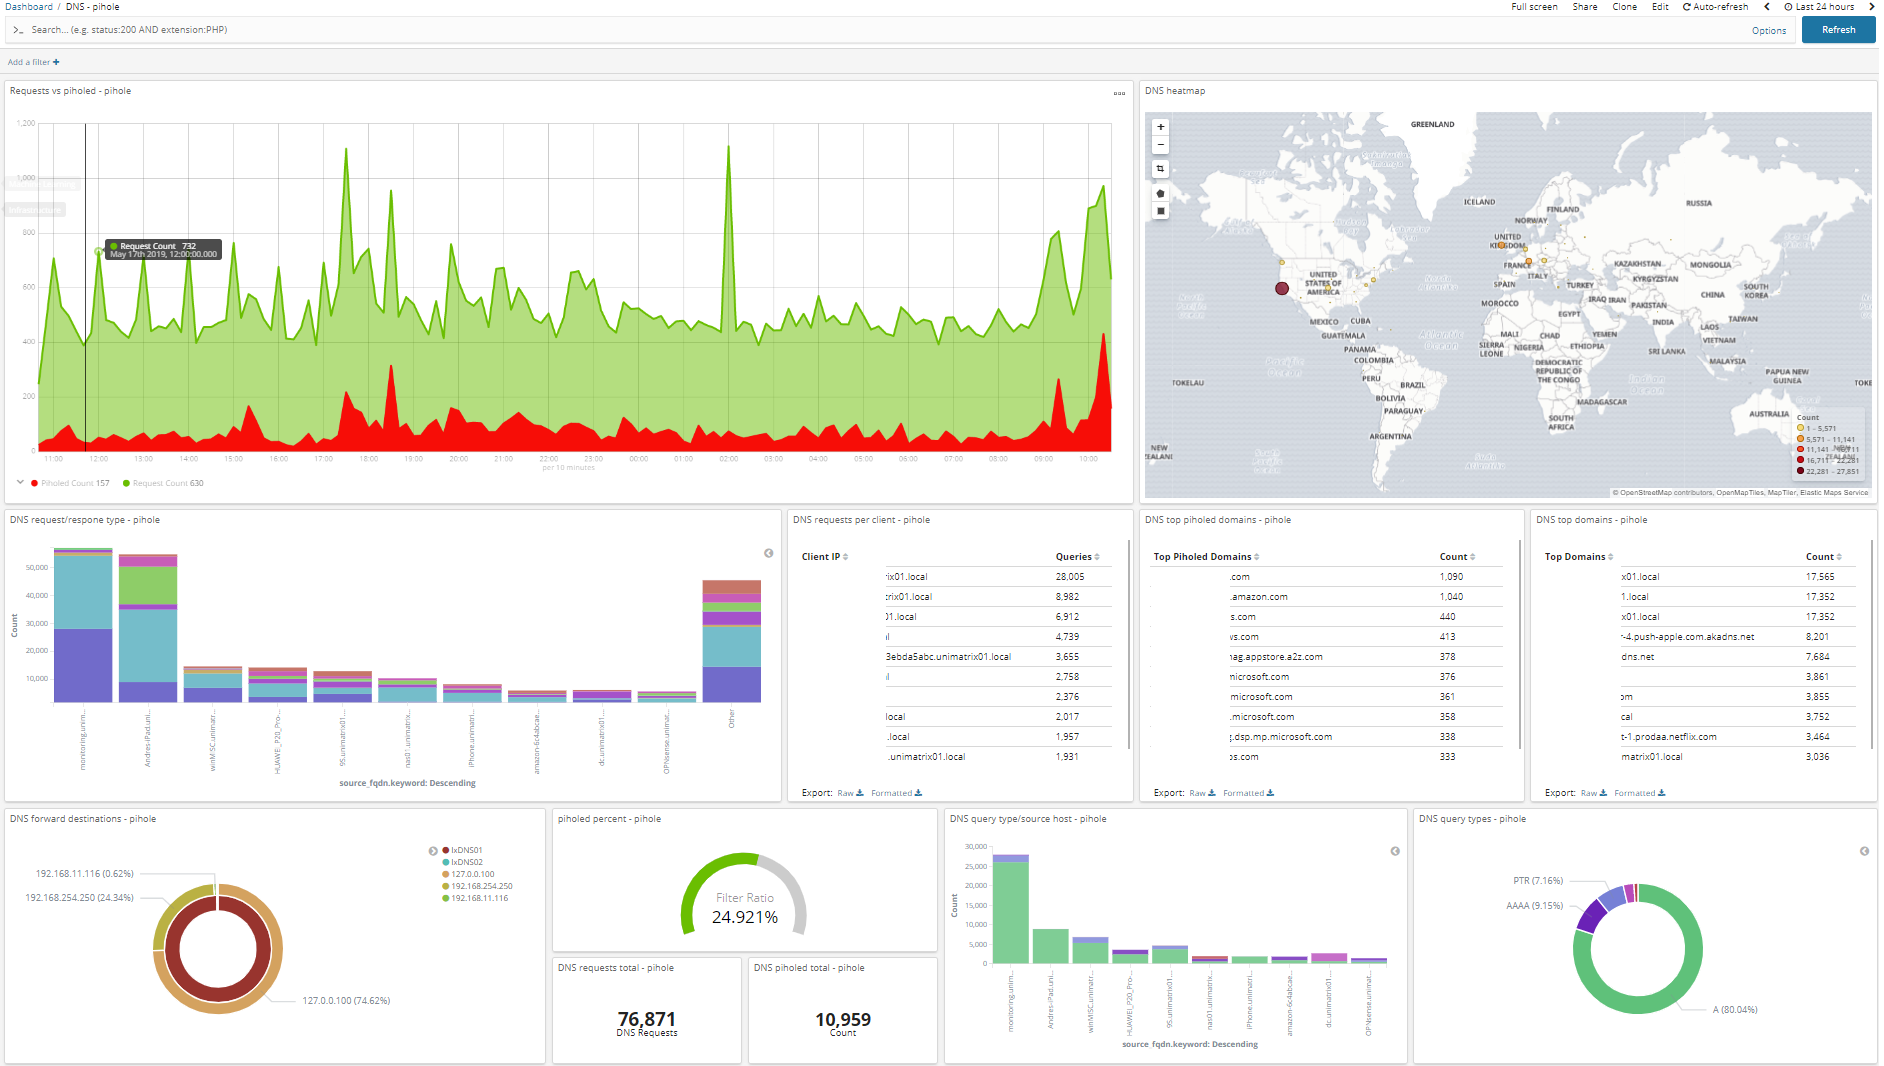 Dashboard / DNS - pihole
Full screen Share Clone Edit Auto-refresh Last 24 hours
>_ Search... (e.g. status:200 AND extension:PHP)
Options Refresh
Add a filter +
Requests vs piholed - pihole
1,200
1,000
800
600
400
200
0
Request Count 732
May 17th 2019, 12:00:00.000
11:00 12:00 13:00 14:00 15:00 16:00 17:00 18:00 19:00 20:00 21:00 22:00 23:00 00:00 01:00 02:00 03:00 04:00 05:00 06:00 07:00 08:00 09:00 10:00
per 10 minutes
Piholed Count 157 Request Count 630
DNS heatmap
+
−
GREENLAND
ICELAND
RUSSIA
FINLAND
NORWAY
UNITED KINGDOM
FRANCE
ITALY
SPAIN
KAZAKHSTAN
MONGOLIA
KYRGYZSTAN
UNITED STATES OF AMERICA
TURKEY
CHINA
SOUTH KOREA
MOROCCO
IRAQ
IRAN
PAKISTAN
EGYPT
TAIWAN
MEXICO
CUBA
INDIA
LAOS
GUATEMALA
MALI
CHAD
YEMEN
VIETNAM
PANAMA
SIERRA LEONE
NIGERIA
ETHIOPIA
SRI LANKA
COLOMBIA
DEMOCRATIC REPUBLIC OF THE CONGO
MALAYSIA
PERU
BRAZIL
PAPUA NEW GUINEA
TOKELAU
TOKE
BOLIVIA
MADAGASCAR
PARAGUAY
SOUTH AFRICA
AUSTRALIA
ARGENTINA
NEW
ZEALAND
Count
1 – 5,571
5,571 – 11,141
11,141 – 16,711
16,711 – 22,281
22,281 – 27,851
© OpenStreetMap contributors, OpenMapTiles, MapTiler, Elastic Maps Service
DNS request/respone type - pihole
50,000
40,000
30,000
20,000
10,000
Count
monitoring.unim...
Andres-iPad.uni...
winMISC.unimatr...
HUAWEI_P20_Pro-...
9S.unimatrix01....
nas01.unimatrix...
iPhone.unimatri...
amazon-6c4abcae...
dc.unimatrix01....
OPNsense.unimat...
Other
source_fqdn.keyword: Descending
DNS requests per client - pihole
Client IP Queries
rix01.local 28,005
trix01.local 8,982
01.local 6,912
al 4,739
3ebda5abc.unimatrix01.local 3,655
al 2,758
2,376
local 2,017
.local 1,957
.unimatrix01.local 1,931
Export: Raw Formatted
DNS top piholed domains - pihole
Top Piholed Domains Count
.com 1,090
.amazon.com 1,040
s.com 440
ws.com 413
nag.appstore.a2z.com 378
microsoft.com 376
microsoft.com 361
.microsoft.com 358
g.dsp.mp.microsoft.com 338
os.com 333
Export: Raw Formatted
DNS top domains - pihole
Top Domains Count
x01.local 17,565
1.local 17,352
x01.local 17,352
r-4.push-apple.com.akadns.net 8,201
dns.net 7,684
3,861
om 3,855
cal 3,752
t-1.prodaa.netflix.com 3,464
matrix01.local 3,036
Export: Raw Formatted
DNS forward destinations - pihole
192.168.11.116 (0.62%)
192.168.254.250 (24.34%)
127.0.0.100 (74.62%)
lxDNS01
lxDNS02
127.0.0.100
192.168.254.250
192.168.11.116
piholed percent - pihole
Filter Ratio
24.921%
DNS requests total - pihole
76,871
DNS Requests
DNS piholed total - pihole
10,959
Count
DNS query type/source host - pihole
30,000
25,000
20,000
15,000
10,000
5,000
0
Count
monitoring.unim...
Andres-iPad.uni...
winMISC.unimatr...
HUAWEI_P20_Pro-...
9S.unimatrix01....
nas01.unimatrix...
iPhone.unimatri...
amazon-6c4abcae...
dc.unimatrix01....
OPNsense.unimat...
source_fqdn.keyword: Descending
DNS query types - pihole
PTR (7.16%)
AAAA (9.15%)
A (80.04%)